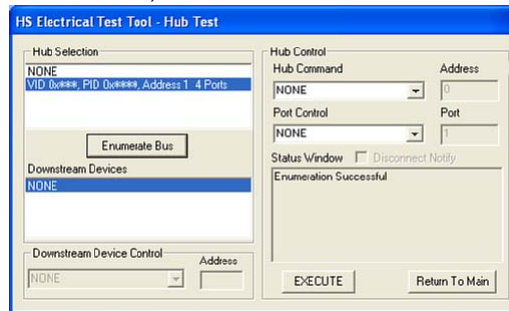 HS Electrical Test Tool - Hub Test
Hub Selection
NONE
VID 0x***, PID 0x****, Address 1 4 Ports
Enumerate Bus
Downstream Devices
NONE
Downstream Device Control
Address
NONE
Hub Control
Hub Command
Address
NONE
0
Port Control
Port
NONE
1
Status Window
Disconnect Notify
Enumeration Successful
EXECUTE
Return To Main